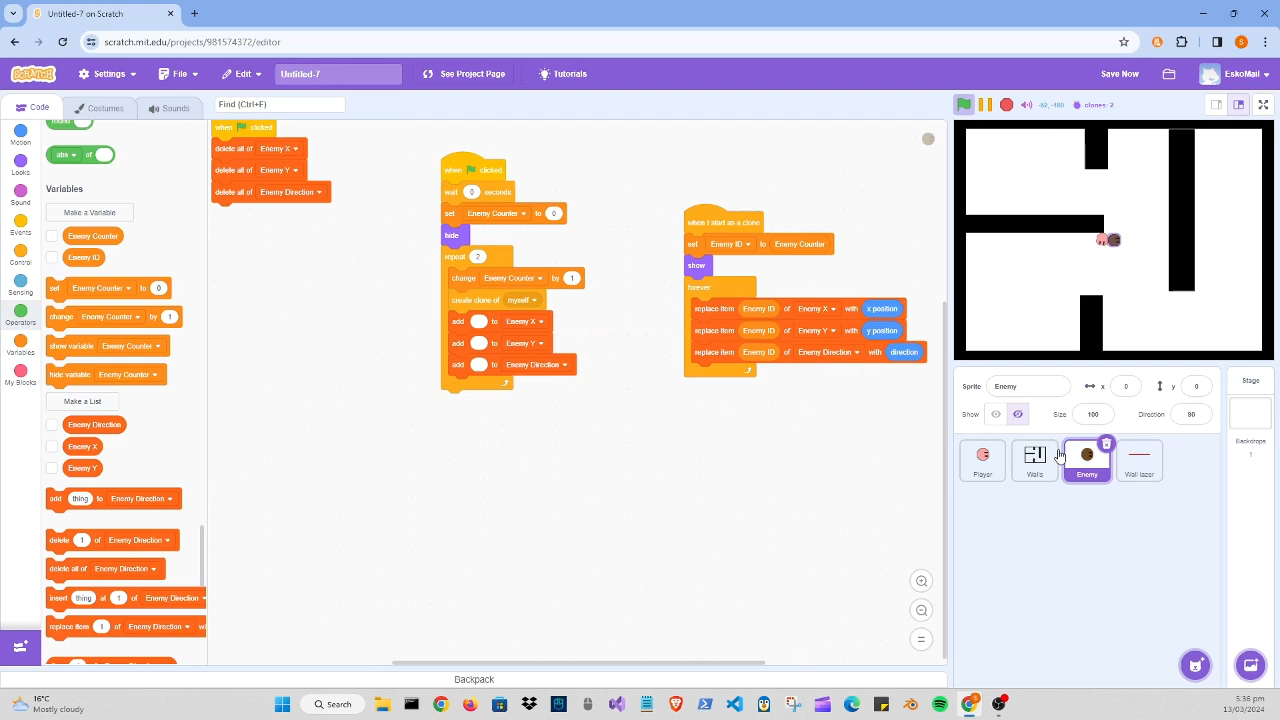 Untitled-7 on Scratch
scratch.mit.edu/projects/981574372/editor
S
SCRATCH
Settings
File
Edit
Untitled-7
See Project Page
Tutorials
Save Now
EskoMail
Code
Costumes
Sounds
Find (Ctrl+F)
clones: 2
Motion
Looks
Sound
Events
Control
Sensing
Operators
Variables
My Blocks
abs of
Variables
Make a Variable
Enemy Counter
Enemy ID
set Enemy Counter to 0
change Enemy Counter by 1
show variable Enemy Counter
hide variable Enemy Counter
Make a List
Enemy Direction
Enemy X
Enemy Y
add thing to Enemy Direction
delete 1 of Enemy Direction
delete all of Enemy Direction
insert thing at 1 of Enemy Direction
replace item 1 of Enemy Direction
when clicked
delete all of Enemy X
delete all of Enemy Y
delete all of Enemy Direction
when clicked
wait 0 seconds
set Enemy Counter to 0
hide
repeat 2
change Enemy Counter by 1
create clone of myself
add to Enemy X
add to Enemy Y
add to Enemy Direction
when I start as a clone
set Enemy ID to Enemy Counter
show
forever
replace item Enemy ID of Enemy X with x position
replace item Enemy ID of Enemy Y with y position
replace item Enemy ID of Enemy Direction with direction
Sprite Enemy x 0 y 0
Show Size 100 Direction 90
Player
Walls
Enemy
Wall lazer
Stage
Backdrops
1
Backpack
16°C
Mostly cloudy
Search
5:36 pm
13/03/2024